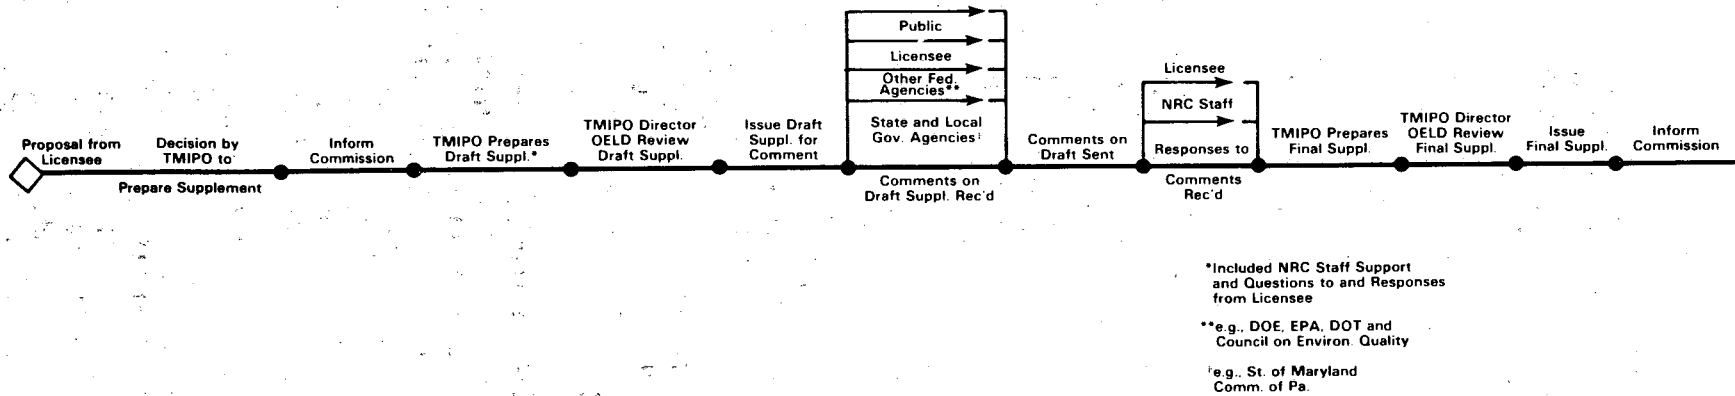 Proposal from
Licensee
Decision by
TMIPO to
Prepare Supplement
Inform
Commission
TMIPO Prepares
Draft Suppl.*
TMIPO Director
OELD Review
Draft Suppl.
Issue Draft
Suppl. for
Comment
Public
Licensee
Other Fed.
Agencies**
State and Local
Gov. Agencies†
Comments on
Draft Suppl. Rec'd
Comments on
Draft Sent
Licensee
NRC Staff
Responses to
Comments
Rec'd
TMIPO Prepares
Final Suppl.
TMIPO Director
OELD Review
Final Suppl.
Issue
Final Suppl.
Inform
Commission
*Included NRC Staff Support
and Questions to and Responses
from Licensee
**e.g., DOE, EPA, DOT and
Council on Environ. Quality
†e.g., St. of Maryland
Comm. of Pa.